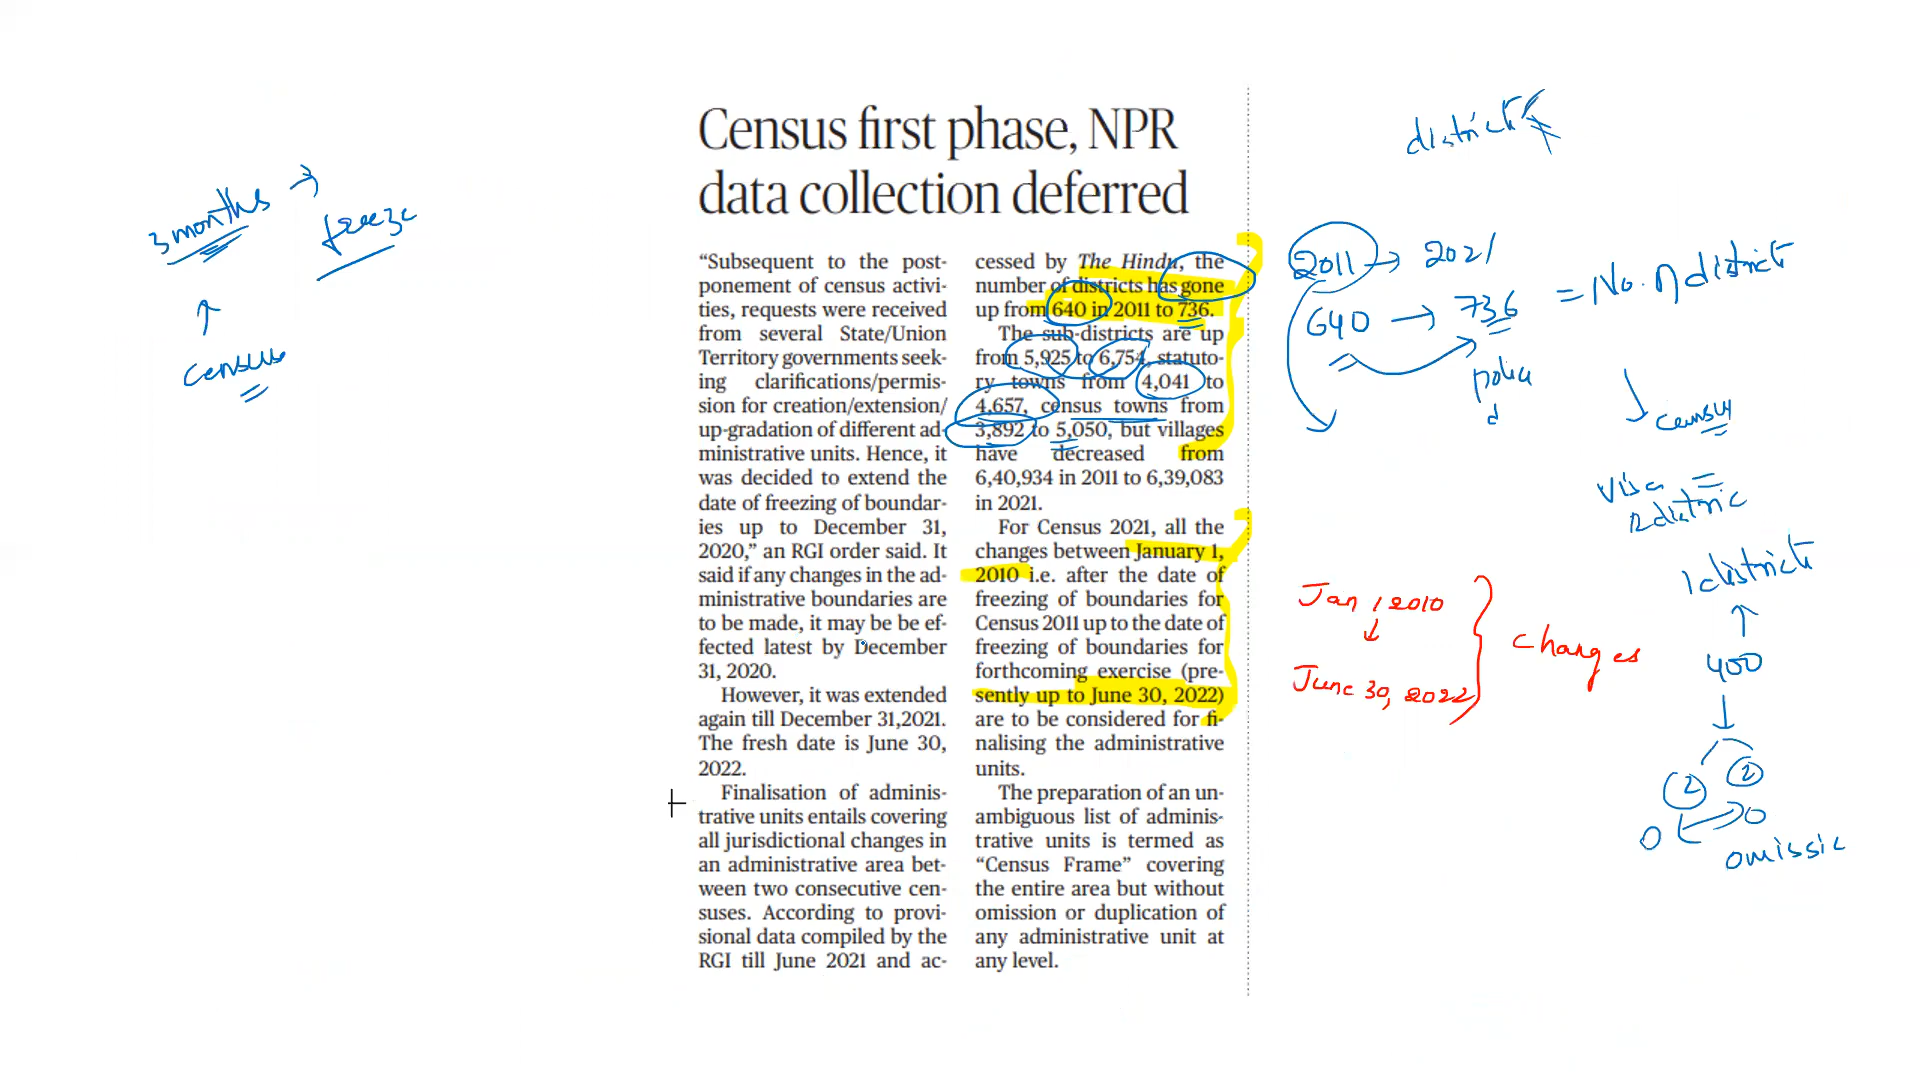 Census first phase, NPR
data collection deferred
“Subsequent to the post-
ponement of census activi-
ties, requests were received
from several State/Union
Territory governments seek-
ing clarifications/permis-
sion for creation/extension/
up-gradation of different ad-
ministrative units. Hence, it
was decided to extend the
date of freezing of boundar-
ies up to December 31,
2020,” an RGI order said. It
said if any changes in the ad-
ministrative boundaries are
to be made, it may be be ef-
fected latest by December
31, 2020.
However, it was extended
again till December 31,2021.
The fresh date is June 30,
2022.
Finalisation of adminis-
trative units entails covering
all jurisdictional changes in
an administrative area bet-
ween two consecutive cen-
suses. According to provi-
sional data compiled by the
RGI till June 2021 and ac-
cessed by The Hindu, the
number of districts has gone
up from 640 in 2011 to 736.
The sub-districts are up
from 5,925 to 6,754, statuto-
ry towns from 4,041 to
4,657, census towns from
3,892 to 5,050, but villages
have decreased from
6,40,934 in 2011 to 6,39,083
in 2021.
For Census 2021, all the
changes between January 1,
2010 i.e. after the date of
freezing of boundaries for
Census 2011 up to the date of
freezing of boundaries for
forthcoming exercise (pre-
sently up to June 30, 2022)
are to be considered for fi-
nalising the administrative
units.
The preparation of an un-
ambiguous list of adminis-
trative units is termed as
“Census Frame” covering
the entire area but without
omission or duplication of
any administrative unit at
any level.
3 months →
freeze
↑
census
district
2011 → 2021
640 → 736 = No. of district
census
1 district
↑
400
↓
2 2
0 0
omissic
Jan 1 2010
↓
June 30, 2022
changes